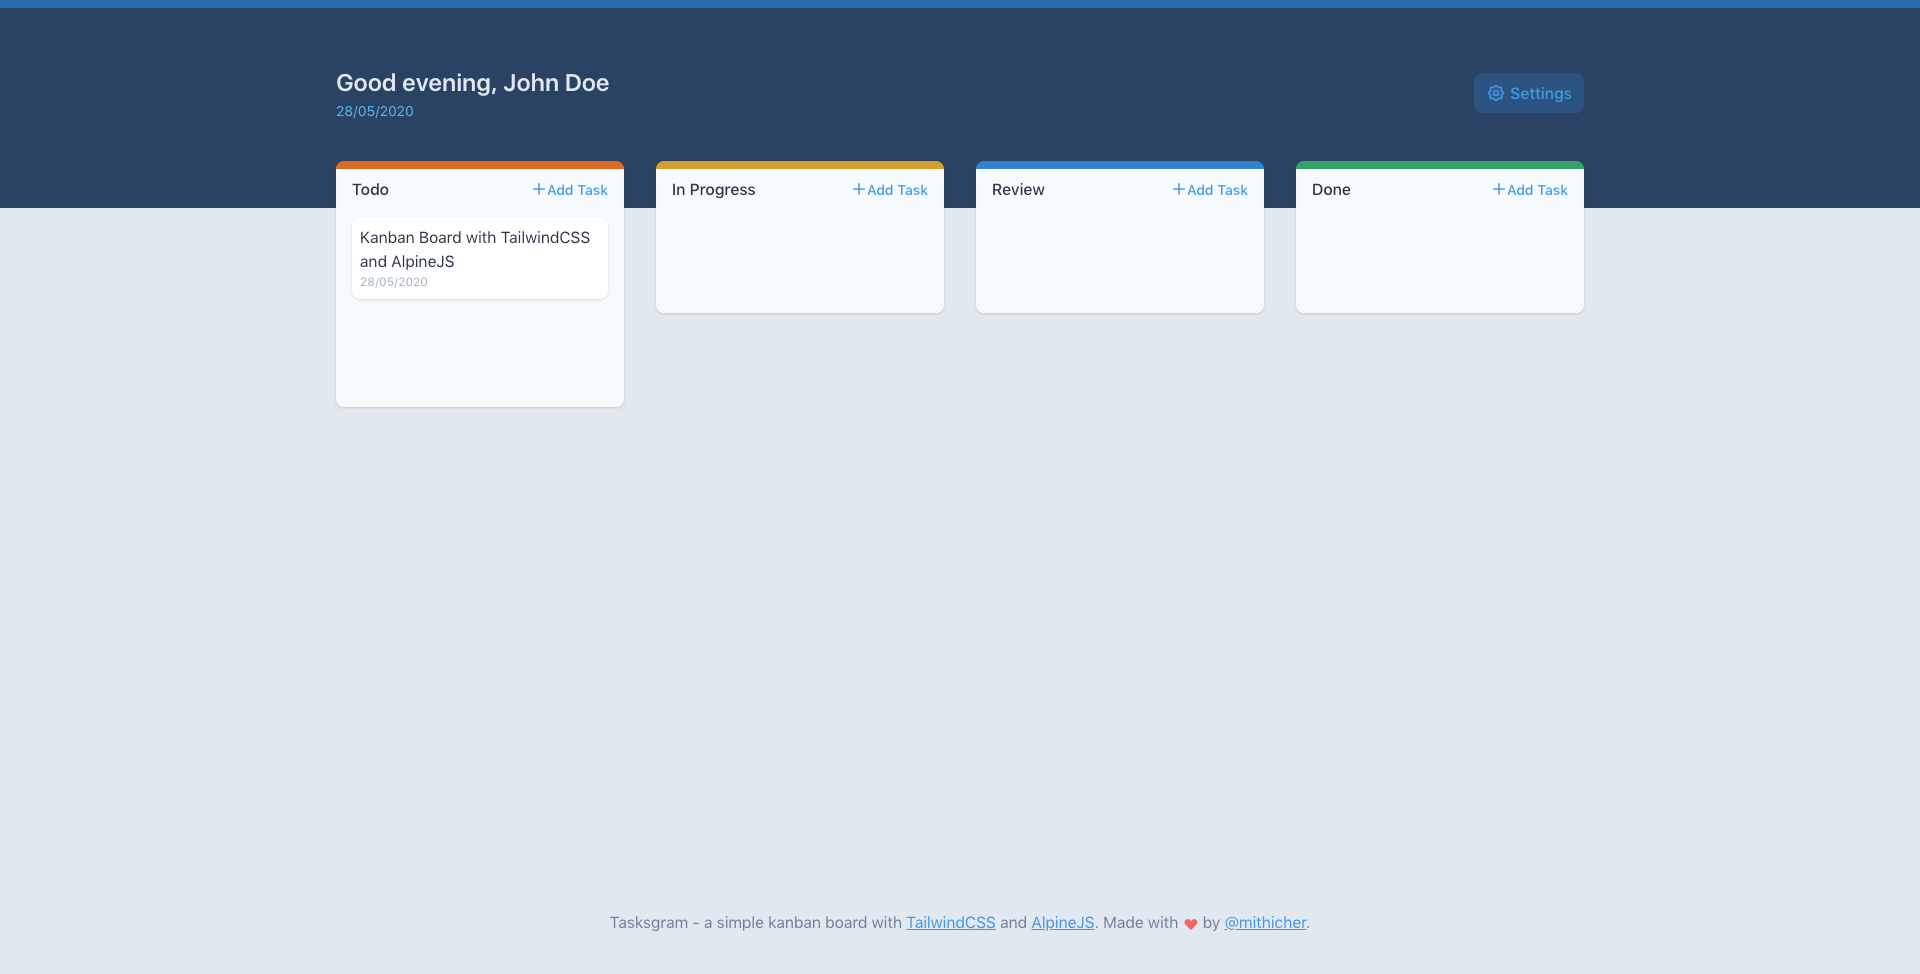 Good evening, John Doe
28/05/2020
Settings
Todo
Add Task
Kanban Board with TailwindCSS
and AlpineJS
28/05/2020
In Progress
Add Task
Review
Add Task
Done
Add Task
Tasksgram - a simple kanban board with TailwindCSS and AlpineJS. Made with ♥ by @mithicher.